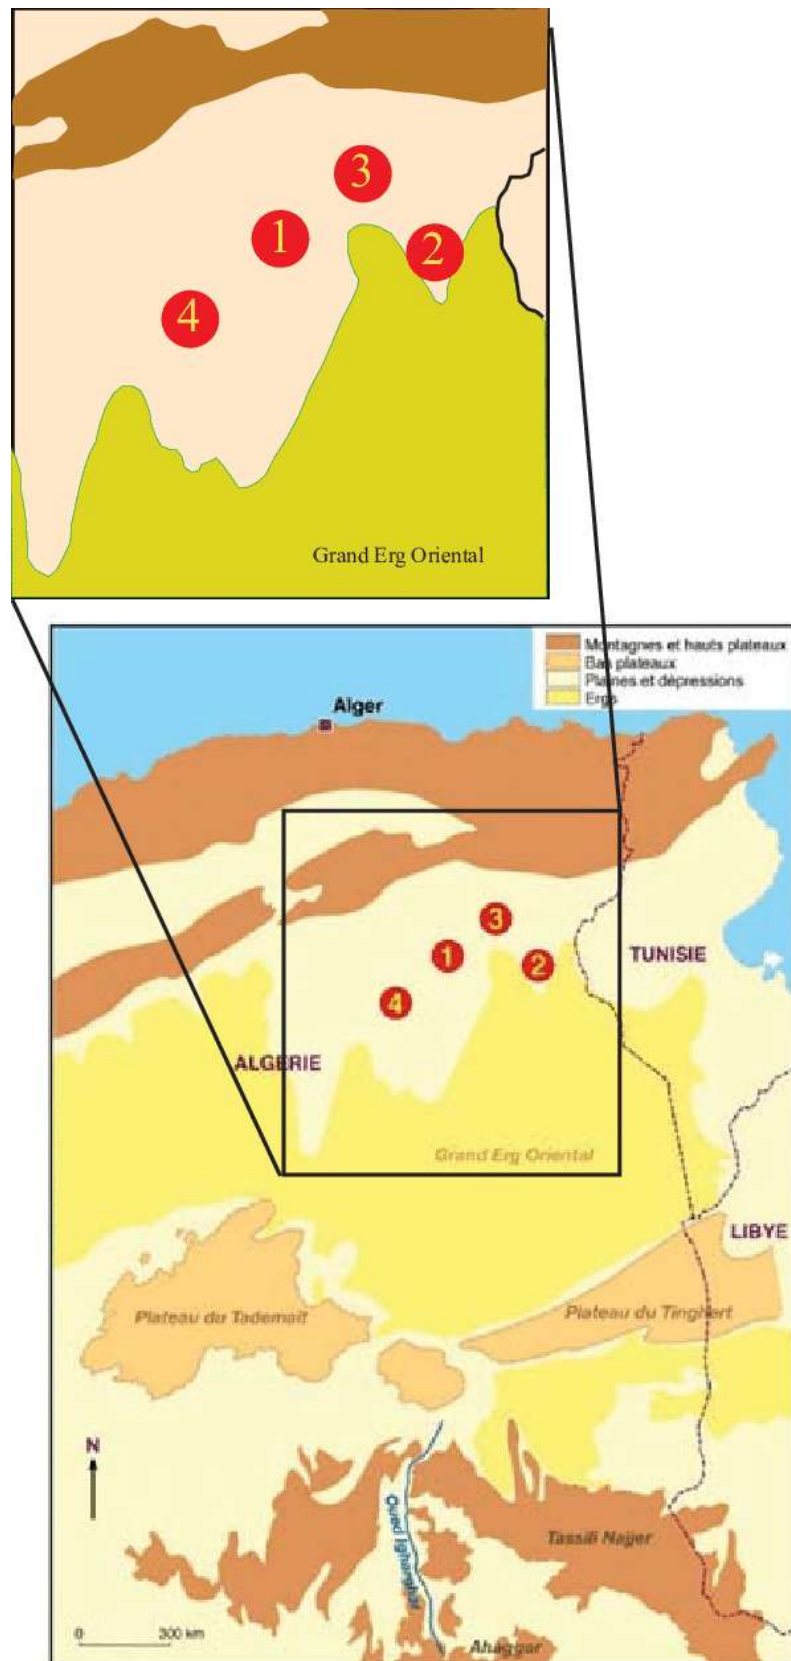 3
1
2
4
Grand Erg Oriental
Montagnes et hauts plateaux
Bas plateaux
Plaines et dépressions
Ergs
Alger
3
TUNISIE
1
2
4
ALGERIE
Grand Erg Oriental
LIBYE
Plateau du Tademaït
Plateau du Tinghert
N
Oued Igharghar
Tassili Najjer
0 300 km
Ahaggar